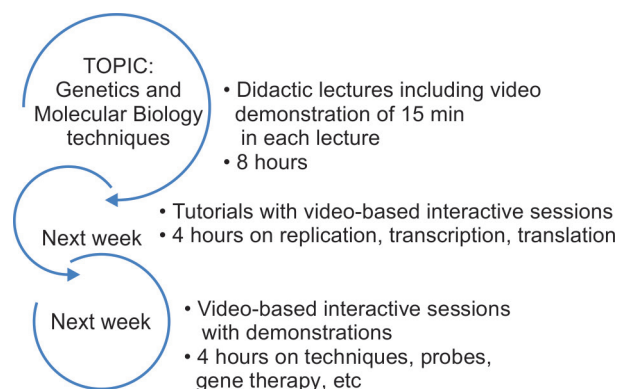 TOPIC:
Genetics and
Molecular Biology
techniques
• Didactic lectures including video
demonstration of 15 min
in each lecture
• 8 hours
Next week
• Tutorials with video-based interactive sessions
• 4 hours on replication, transcription, translation
Next week
• Video-based interactive sessions
with demonstrations
• 4 hours on techniques, probes,
gene therapy, etc